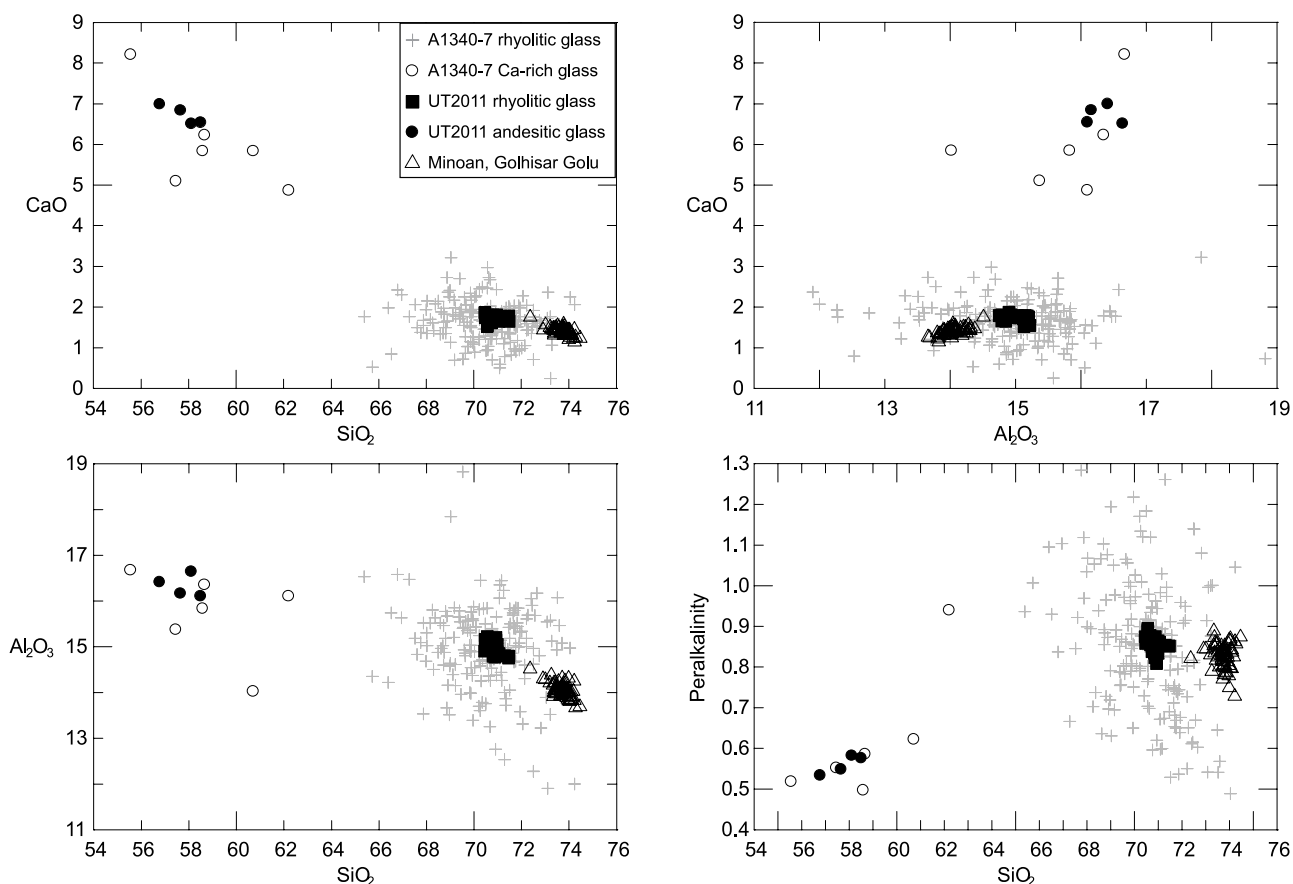 9
8
7
6
5
CaO
4
3
2
1
0
54 56 58 60 62 64 66 68 70 72 74 76
SiO₂
A1340-7 rhyolitic glass
A1340-7 Ca-rich glass
UT2011 rhyolitic glass
UT2011 andesitic glass
Minoan, Golhisar Golu
9
8
7
6
5
CaO
4
3
2
1
0
11 13 15 17 19
Al₂O₃
19
17
Al₂O₃
15
13
11
54 56 58 60 62 64 66 68 70 72 74 76
SiO₂
1.3
1.2
1.1
1.0
0.9
Peralkalinity
0.8
0.7
0.6
0.5
0.4
54 56 58 60 62 64 66 68 70 72 74 76
SiO₂